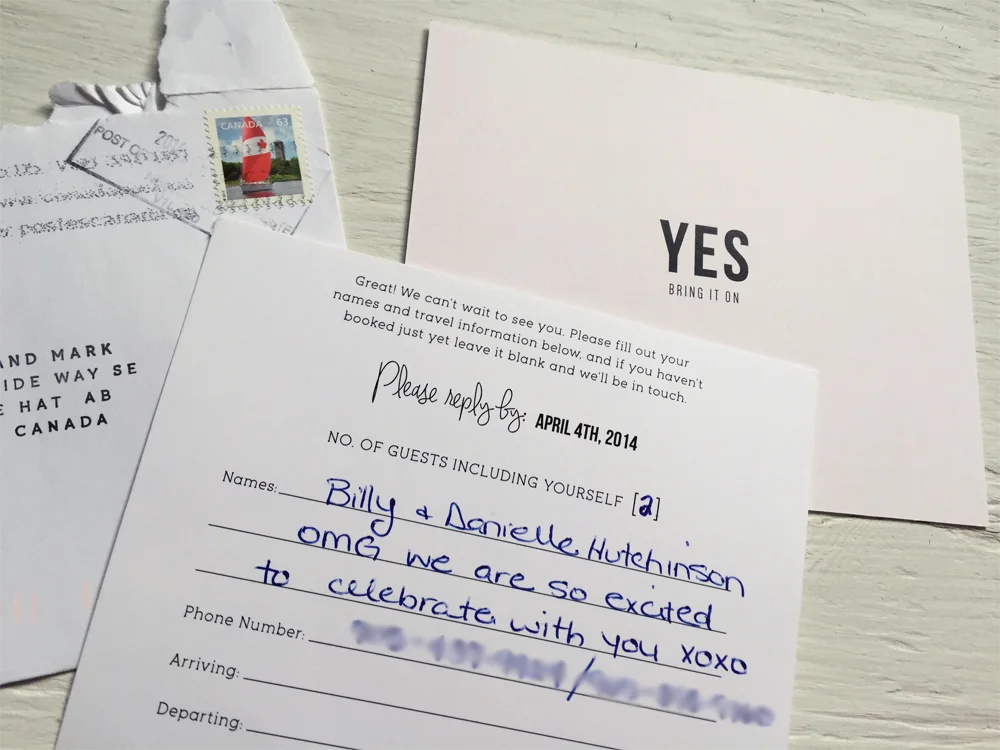 CANADA 63
POST
postescanada
AND MARK
IDE WAY SE
E HAT AB
CANADA
YES
BRING IT ON
Great! We can't wait to see you. Please fill out your
names and travel information below, and if you haven't
booked just yet leave it blank and we'll be in touch.
Please reply by: APRIL 4TH, 2014
NO. OF GUESTS INCLUDING YOURSELF [2]
Names: Billy & Danielle Hutchinson
OMG we are so excited
to celebrate with you xoxo
Phone Number:
Arriving:
Departing: